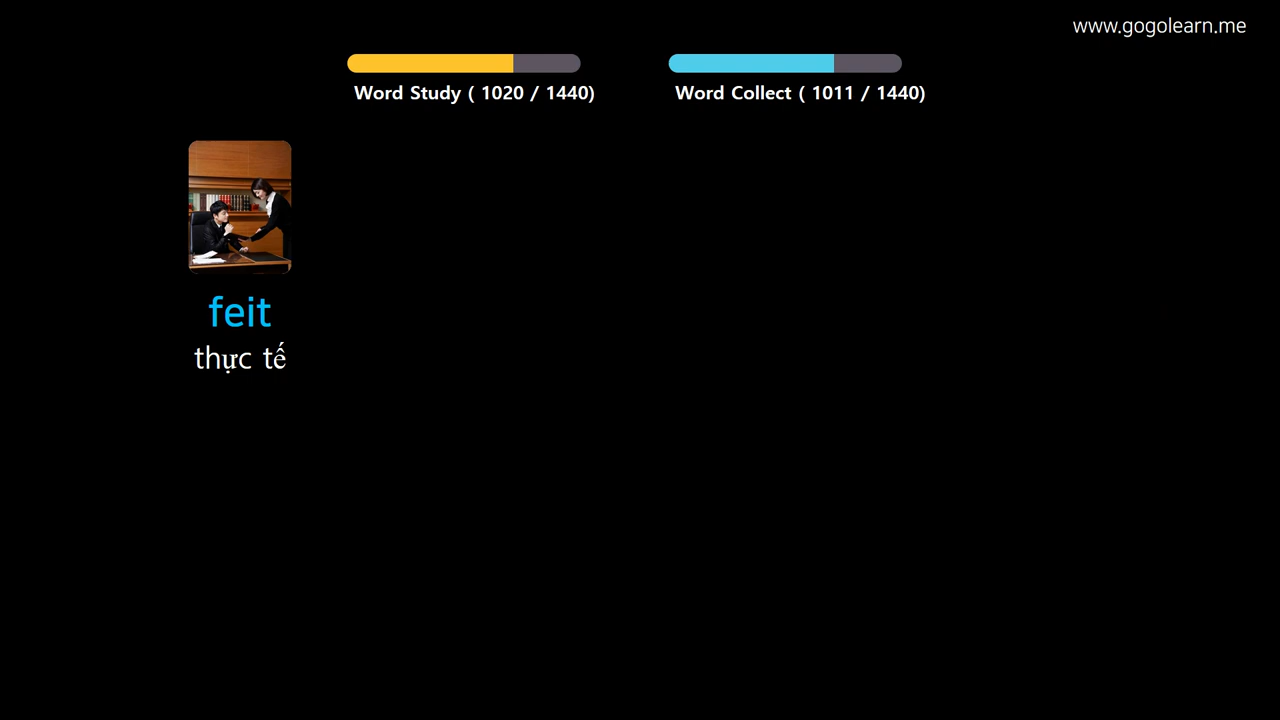 www.gogolearn.me
Word Study ( 1020 / 1440)
Word Collect ( 1011 / 1440)
feit
thực tế